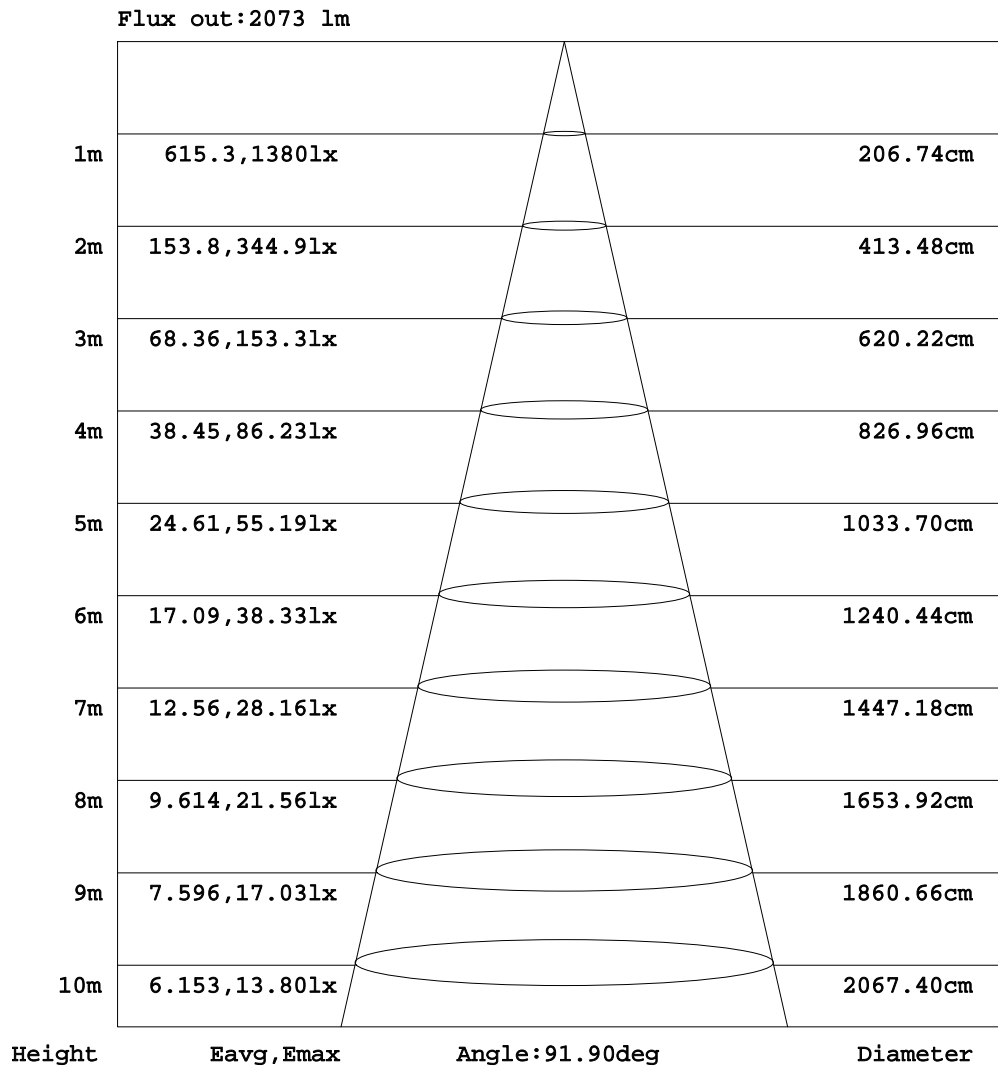 Flux out:2073 lm
1m 615.3,1380lx 206.74cm
2m 153.8,344.9lx 413.48cm
3m 68.36,153.3lx 620.22cm
4m 38.45,86.23lx 826.96cm
5m 24.61,55.19lx 1033.70cm
6m 17.09,38.33lx 1240.44cm
7m 12.56,28.16lx 1447.18cm
8m 9.614,21.56lx 1653.92cm
9m 7.596,17.03lx 1860.66cm
10m 6.153,13.80lx 2067.40cm
Height Eavg,Emax Angle:91.90deg Diameter